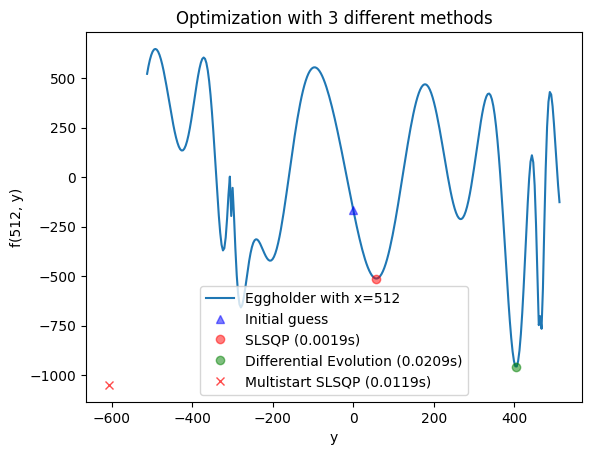 Optimization with 3 different methods
f(512, y)
500
250
0
−250
−500
−750
−1000
Eggholder with x=512
Initial guess
SLSQP (0.0019s)
Differential Evolution (0.0209s)
Multistart SLSQP (0.0119s)
−600
−400
−200
0
200
400
y